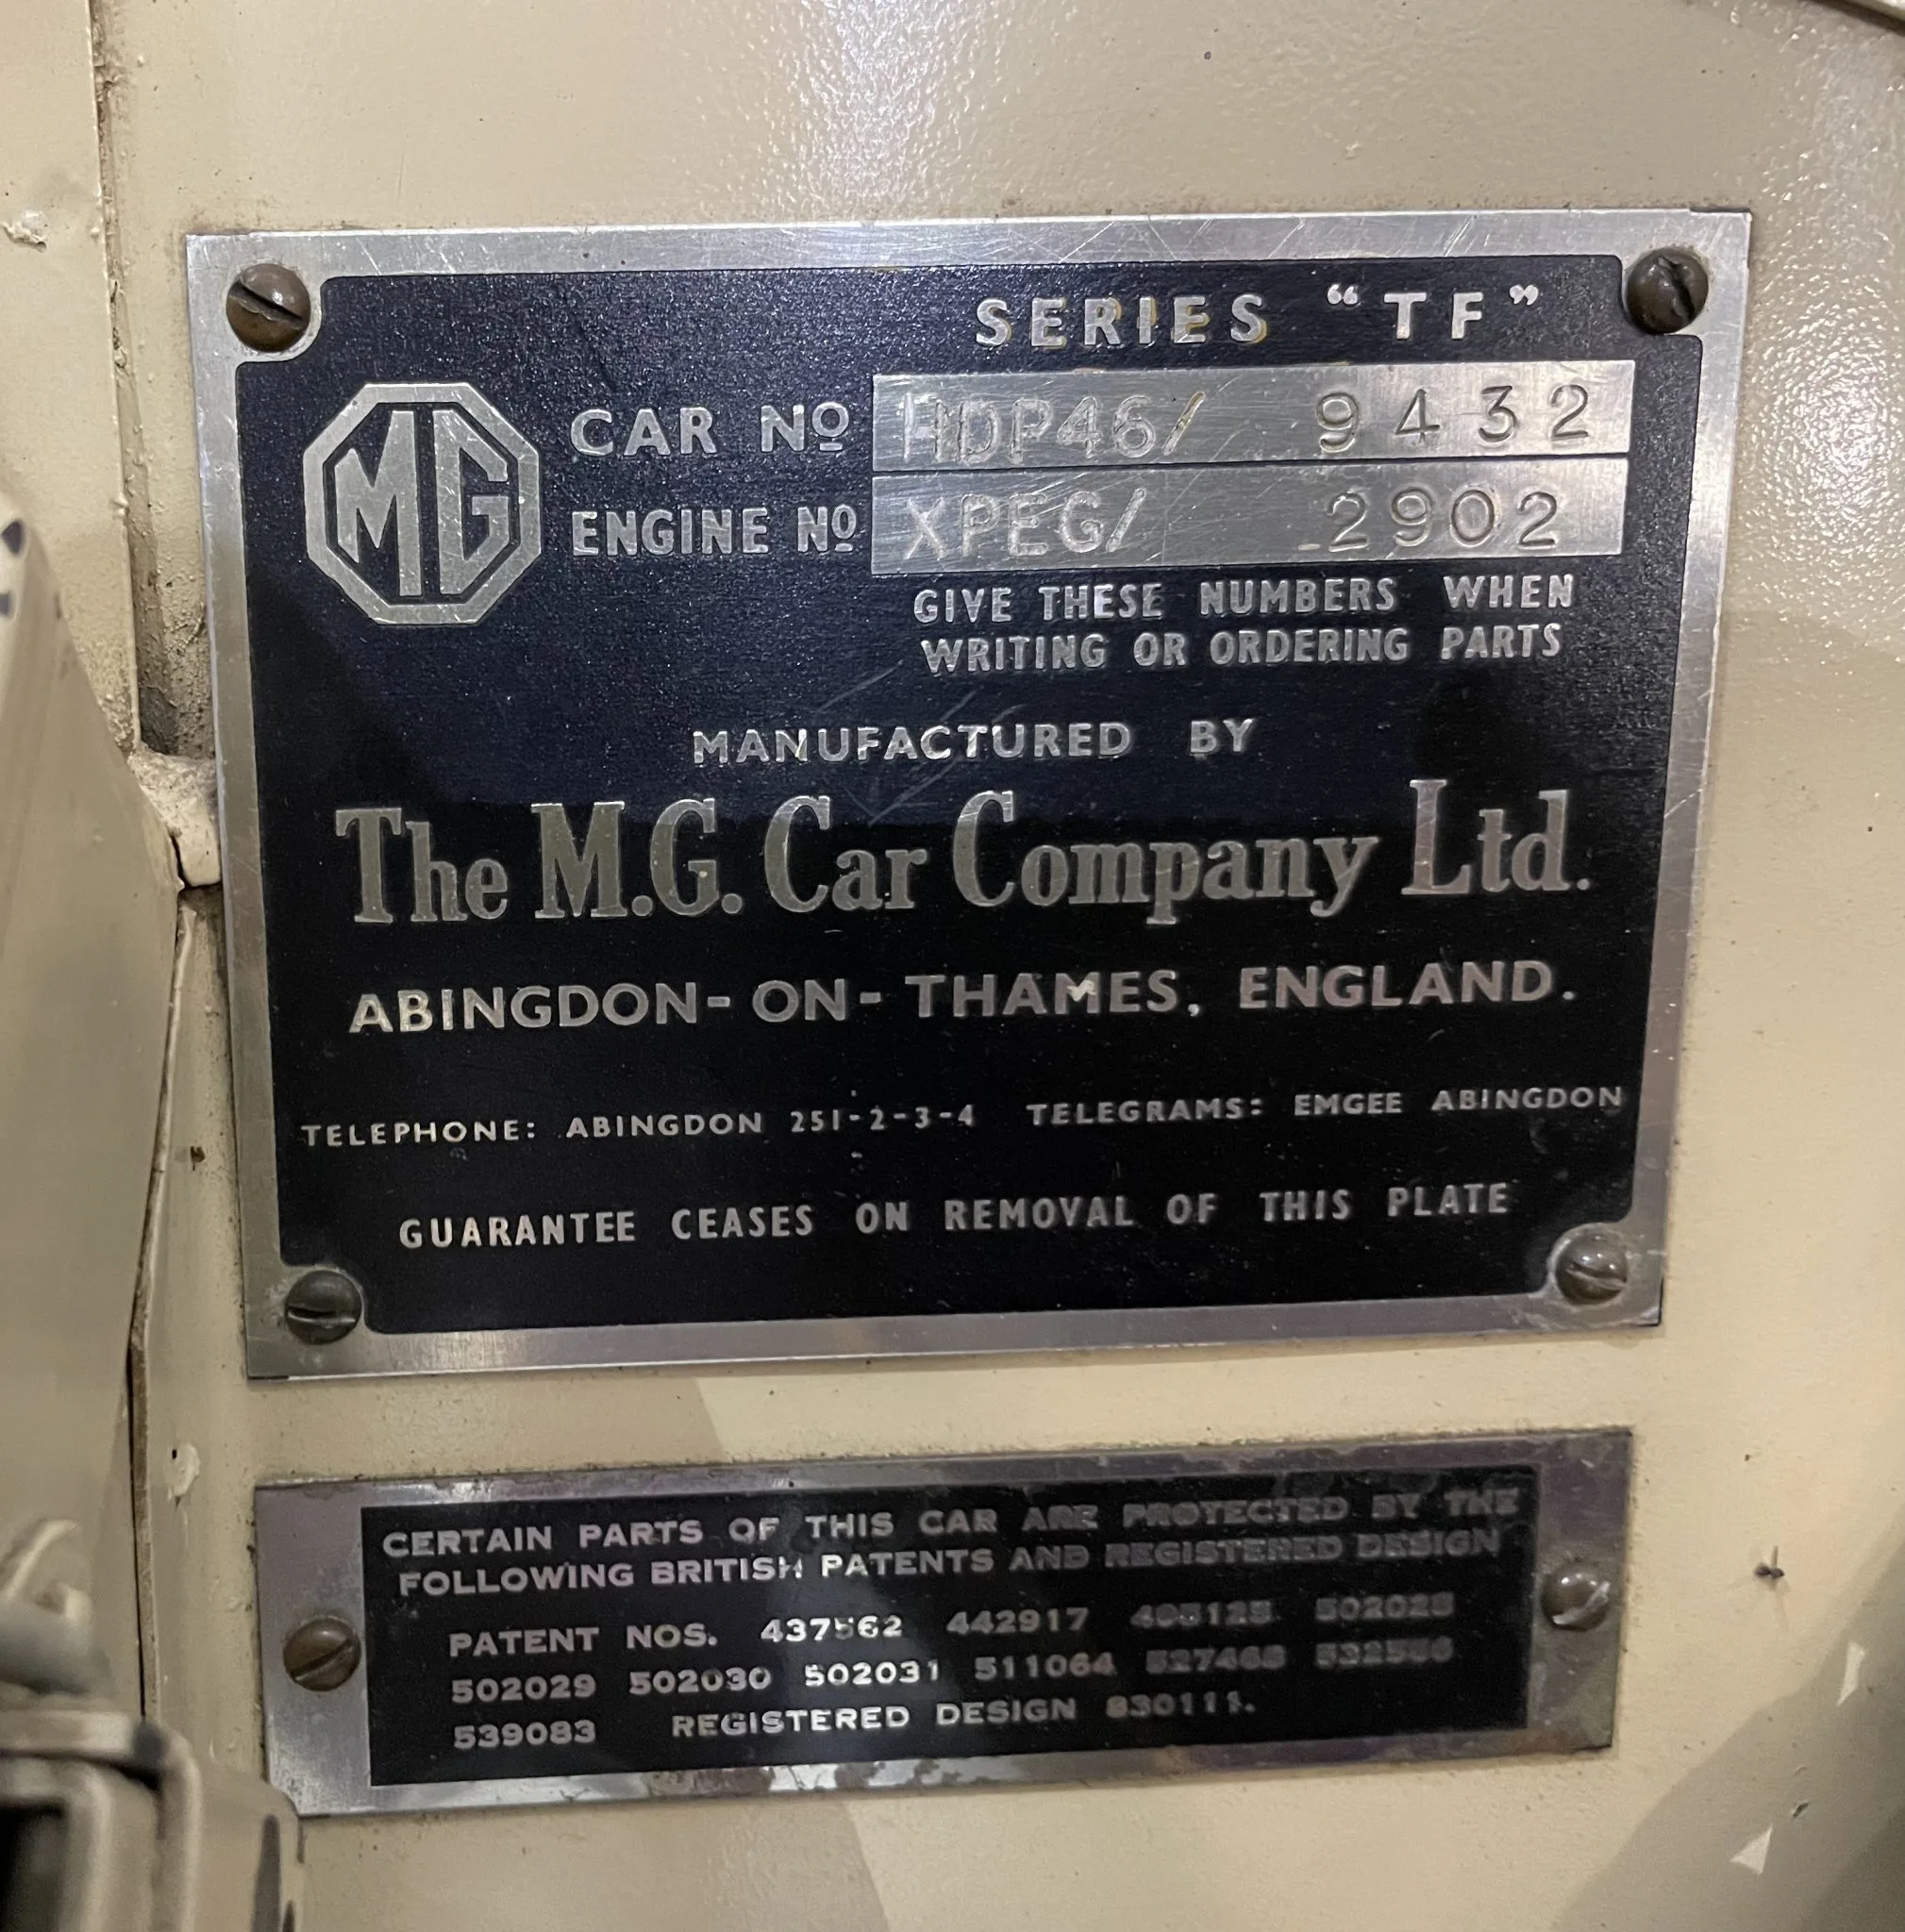 SERIES "TF"
MG
CAR Nº HDP46/ 9432
ENGINE Nº XPEG/ 2902
GIVE THESE NUMBERS WHEN
WRITING OR ORDERING PARTS
MANUFACTURED BY
The M.G. Car Company Ltd.
ABINGDON-ON-THAMES, ENGLAND.
TELEPHONE: ABINGDON 251-2-3-4 TELEGRAMS: EMGEE ABINGDON
GUARANTEE CEASES ON REMOVAL OF THIS PLATE
CERTAIN PARTS OF THIS CAR ARE PROTECTED BY THE
FOLLOWING BRITISH PATENTS AND REGISTERED DESIGN
PATENT NOS. 437562 442917 502028
502029 502030 502031 511064
539083 REGISTERED DESIGN 830111.